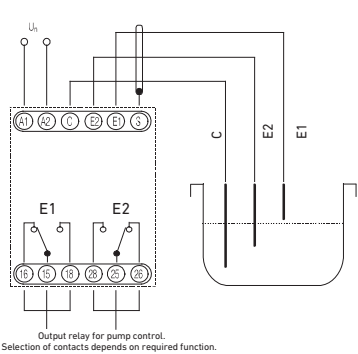 Un
A1 A2 C E2 E1 S
C E2 E1
E1 E2
16 15 18 28 25 26
Output relay for pump control.
Selection of contacts depends on required function.